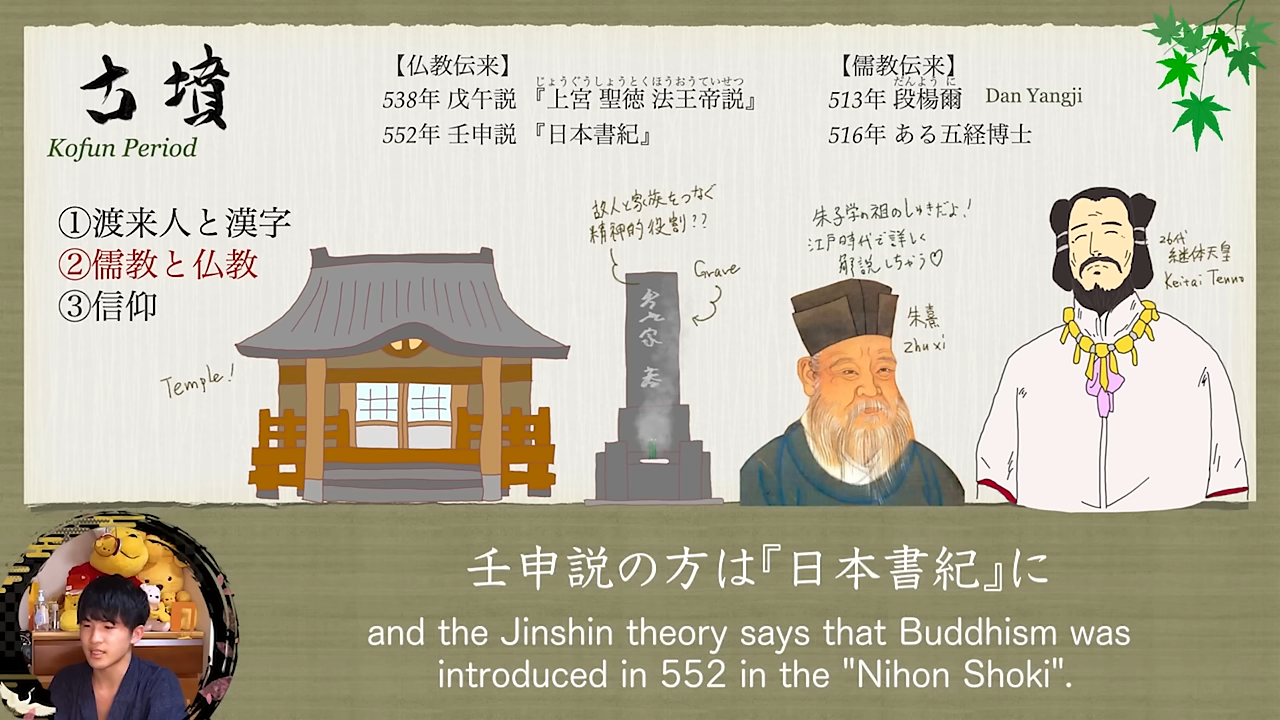 古墳
Kofun Period
【仏教伝来】
じょうぐうしょうとくほうおうていせつ
538年 戊午説 『上宮 聖徳 法王帝説』
552年 壬申説 『日本書紀』
【儒教伝来】
だんように
513年 段楊爾 Dan Yangji
516年 ある五経博士
①渡来人と漢字
②儒教と仏教
③信仰
Temple!
故人と家族をつなぐ
精神的役割??
Grave
朱子学の祖のしゅきだよ!
江戸時代で詳しく
解説しちゃう♡
朱熹
Zhu xi
26代
継体天皇
Keitai Tenno
壬申説の方は『日本書紀』に
and the Jinshin theory says that Buddhism was
introduced in 552 in the "Nihon Shoki".